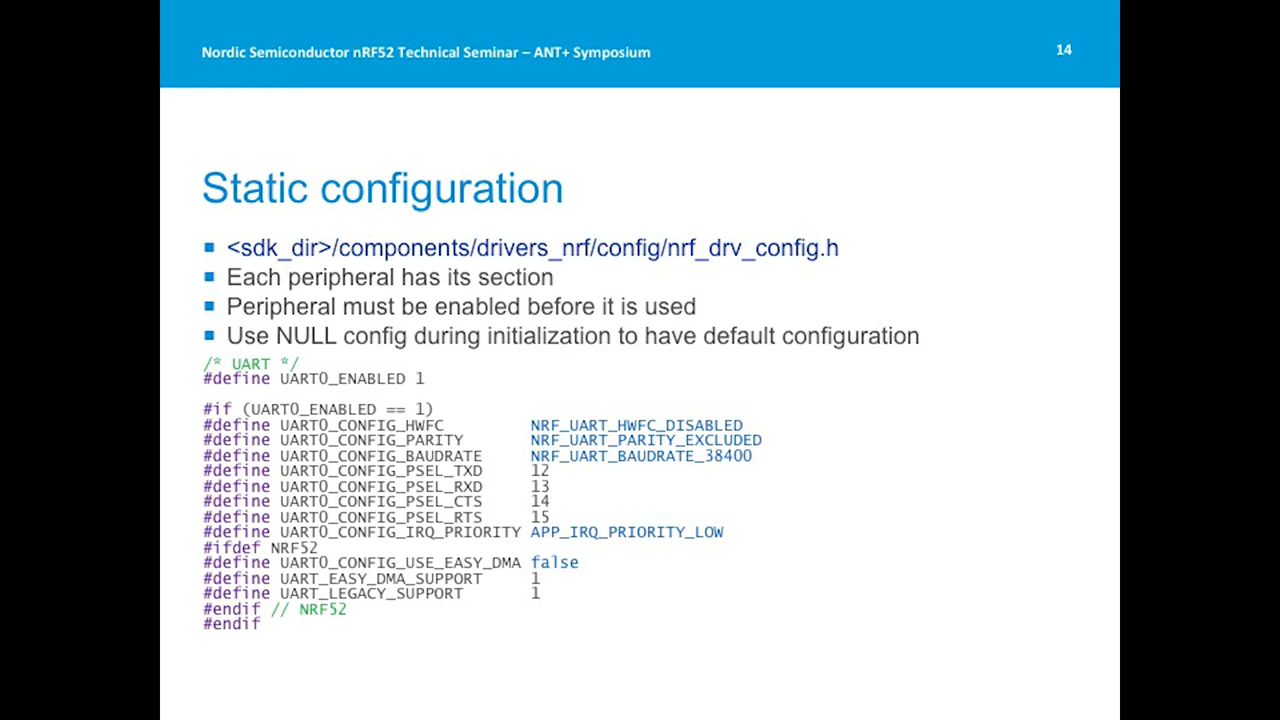 Nordic Semiconductor nRF52 Technical Seminar – ANT+ Symposium
14
Static configuration
<sdk_dir>/components/drivers_nrf/config/nrf_drv_config.h
Each peripheral has its section
Peripheral must be enabled before it is used
Use NULL config during initialization to have default configuration
/* UART */
#define UART0_ENABLED 1
#if (UART0_ENABLED == 1)
#define UART0_CONFIG_HWFC NRF_UART_HWFC_DISABLED
#define UART0_CONFIG_PARITY NRF_UART_PARITY_EXCLUDED
#define UART0_CONFIG_BAUDRATE NRF_UART_BAUDRATE_38400
#define UART0_CONFIG_PSEL_TXD 12
#define UART0_CONFIG_PSEL_RXD 13
#define UART0_CONFIG_PSEL_CTS 14
#define UART0_CONFIG_PSEL_RTS 15
#define UART0_CONFIG_IRQ_PRIORITY APP_IRQ_PRIORITY_LOW
#ifdef NRF52
#define UART0_CONFIG_USE_EASY_DMA false
#define UART_EASY_DMA_SUPPORT 1
#define UART_LEGACY_SUPPORT 1
#endif // NRF52
#endif